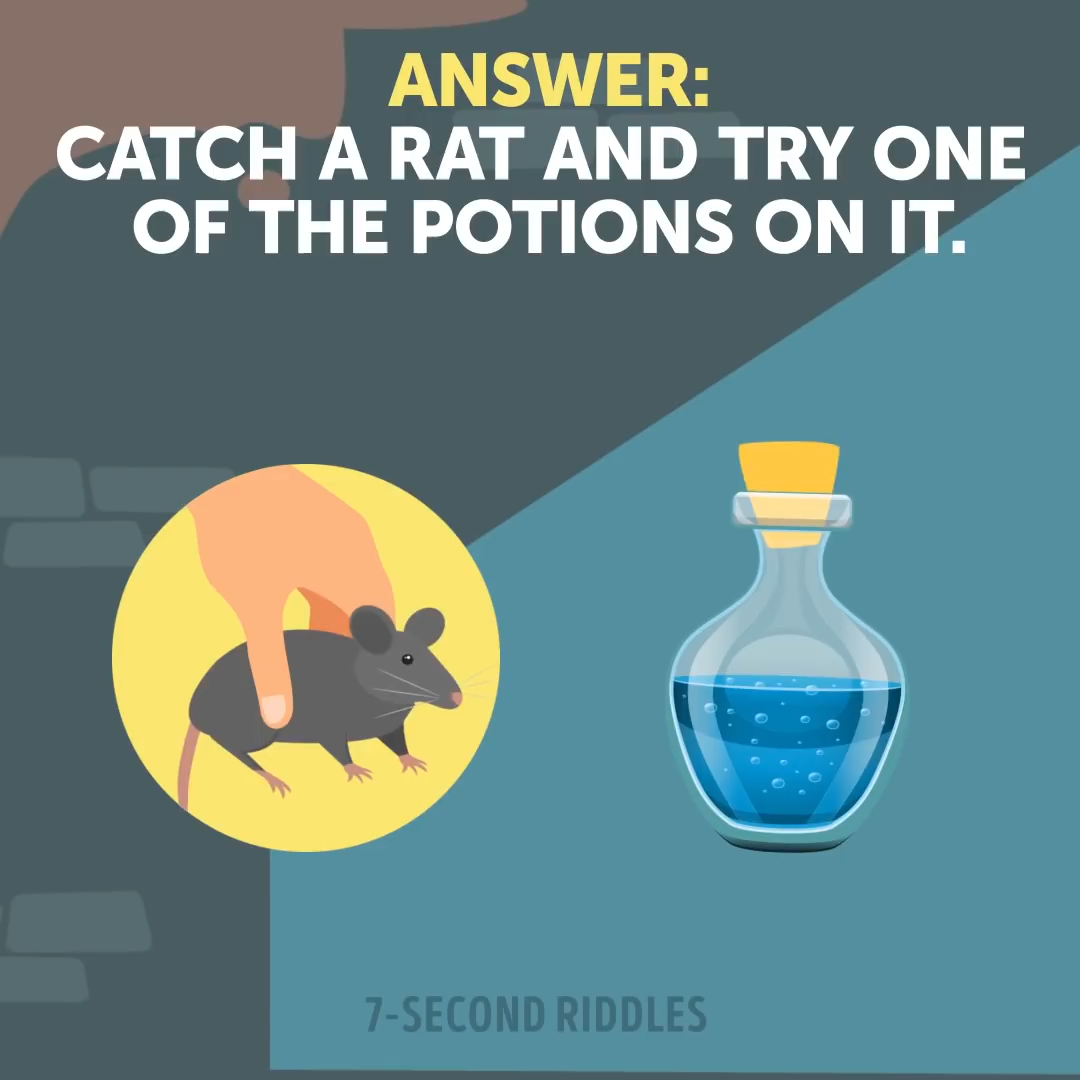 ANSWER:
CATCH A RAT AND TRY ONE
OF THE POTIONS ON IT.
7-SECOND RIDDLES